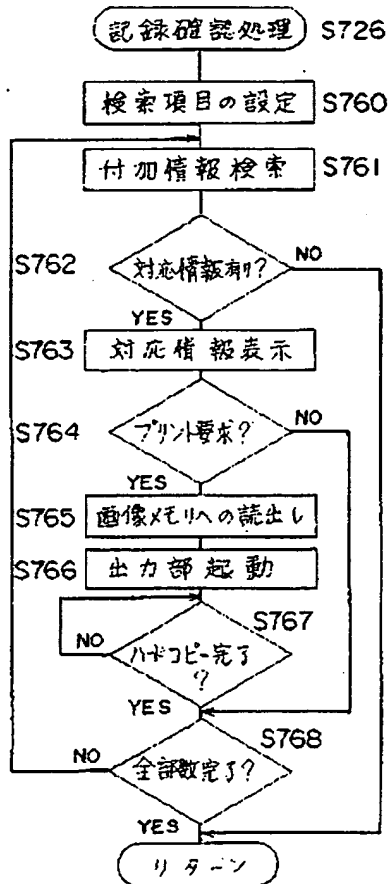 記録確認処理 S726
検索項目の設定 S760
付加情報検索 S761
S762 対応情報有り? NO
YES
S763 対応情報表示
S764 プリント要求? NO
YES
S765 画像メモリへの読出し
S766 出力部起動
S767
NO ハードコピー完了
?
YES
S768
NO 全部数完了?
YES
リターン